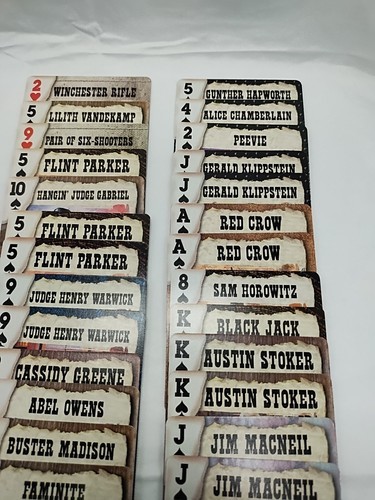 2 WINCHESTER RIFLE
5 LILITH VANDEKAMP
9 PAIR OF SIX-SHOOTERS
5 FLINT PARKER
10 HANGIN' JUDGE GABRIEL
5 FLINT PARKER
5 FLINT PARKER
9 JUDGE HENRY WARWICK
9 JUDGE HENRY WARWICK
CASSIDY GREENE
ABEL OWENS
BUSTER MADISON
FAMINITE
5 GUNTHER HAPWORTH
4 ALICE CHAMBERLAIN
2 PEEVIE
J GERALD KLIPPSTEIN
J GERALD KLIPPSTEIN
A RED CROW
A RED CROW
8 SAM HOROWITZ
K BLACK JACK
K AUSTIN STOKER
K AUSTIN STOKER
J JIM MACNEIL
J JIM MACNEIL